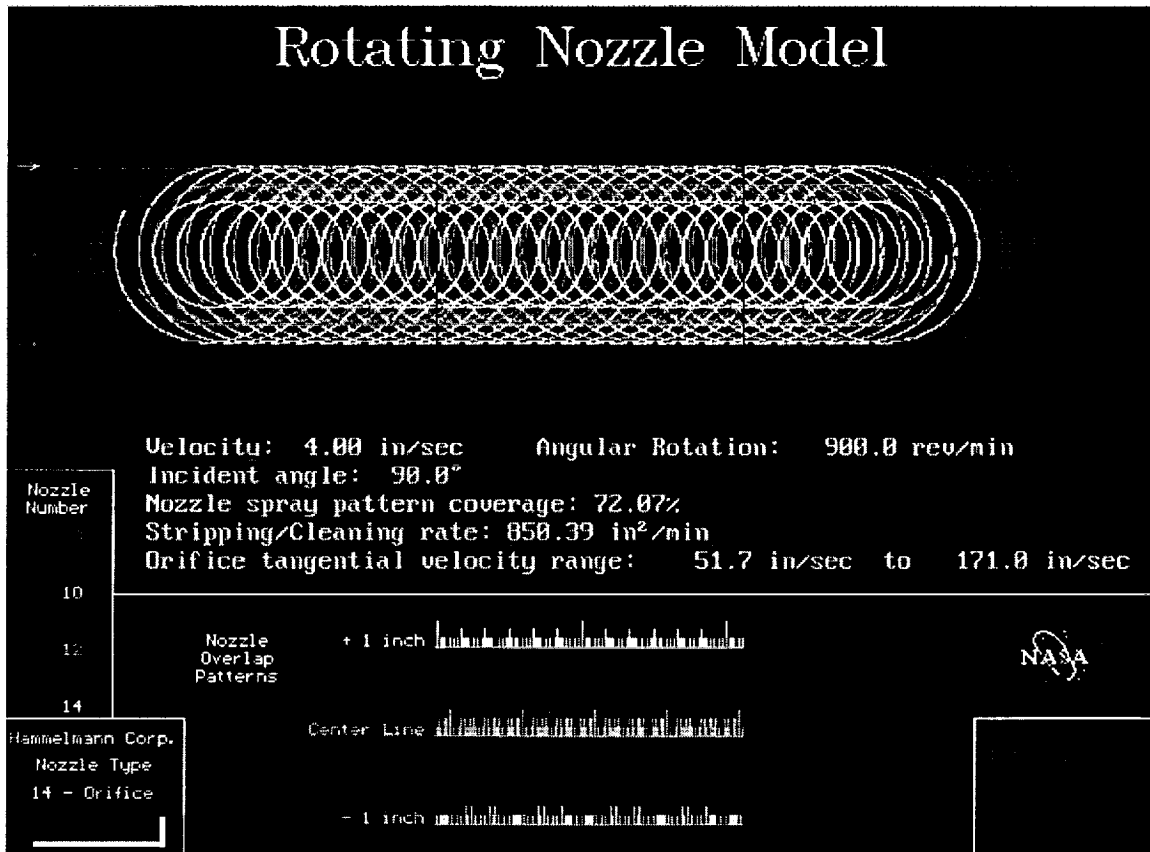 Rotating Nozzle Model
Velocity: 4.00 in/sec Angular Rotation: 900.0 rev/min
Incident angle: 90.0°
Nozzle spray pattern coverage: 72.07%
Stripping/Cleaning rate: 850.39 in²/min
Orifice tangential velocity range: 51.7 in/sec to 171.0 in/sec
Nozzle
Number
10
12
14
Hammelmann Corp.
Nozzle Type
14 - Orifice
Nozzle
Overlap
Patterns
+ 1 inch
Center Line
- 1 inch
NASA